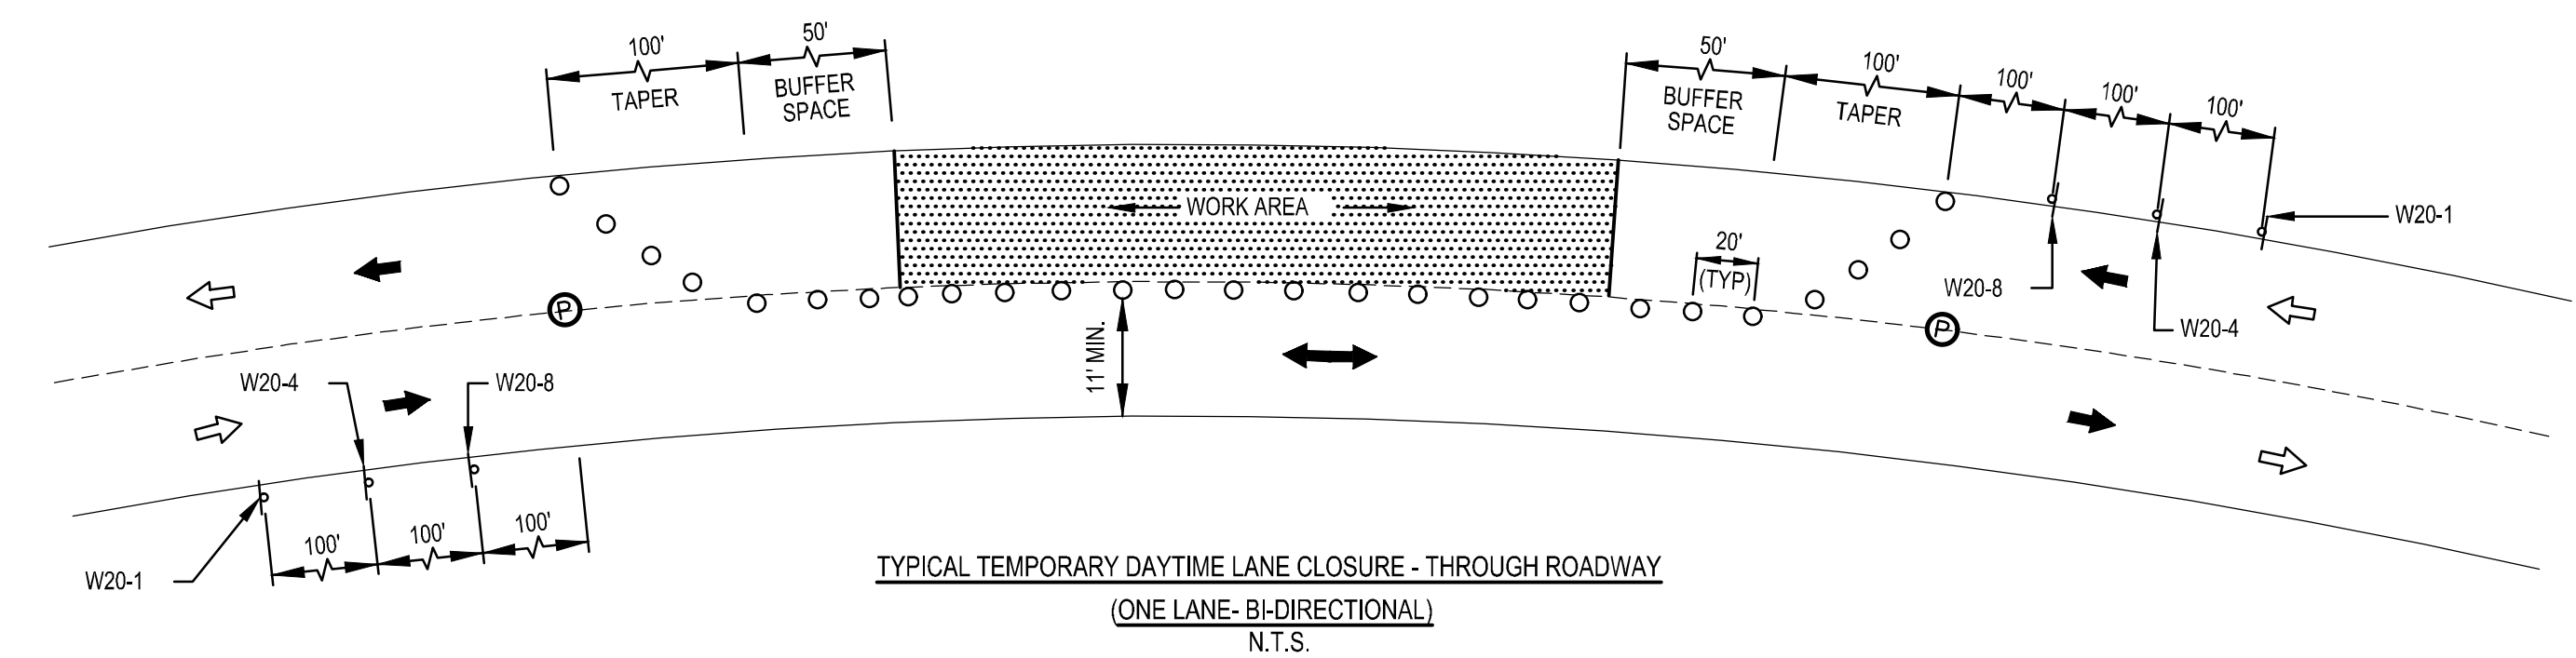 100'
50'
TAPER
BUFFER
SPACE
50'
100'
100'
100'
100'
BUFFER
SPACE
TAPER
WORK AREA
20'
(TYP)
W20-1
W20-8
W20-4
P
P
11' MIN.
W20-4
W20-8
W20-1
100'
100'
100'
TYPICAL TEMPORARY DAYTIME LANE CLOSURE - THROUGH ROADWAY
(ONE LANE- BI-DIRECTIONAL)
N.T.S.